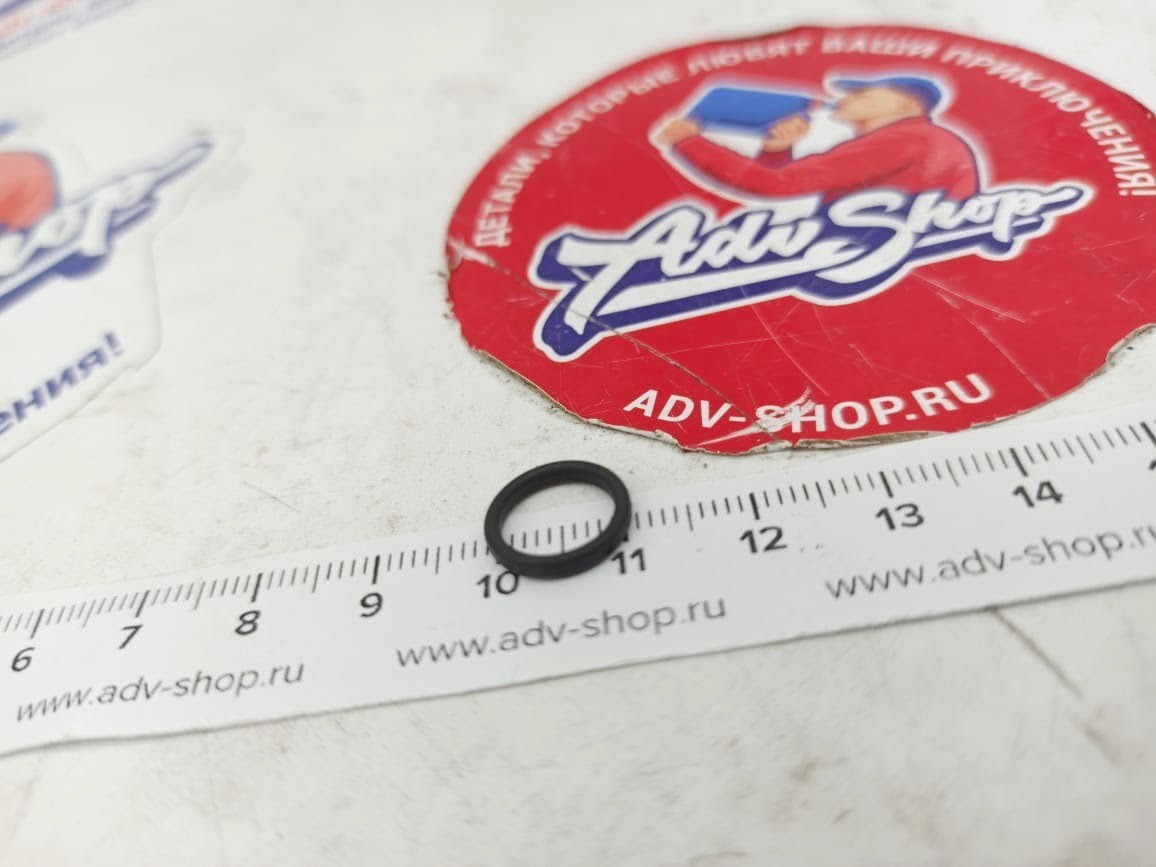 ДЕТАЛИ, КОТОРЫЕ ЛЮБЯТ ВАШИ ПРИКЛЮЧЕНИЯ!
Adv Shop
ADV-SHOP.RU
ения!
6 7 8 9 10 11 12 13 14
www.adv-shop.ru www.adv-shop.ru www.adv-shop.ru